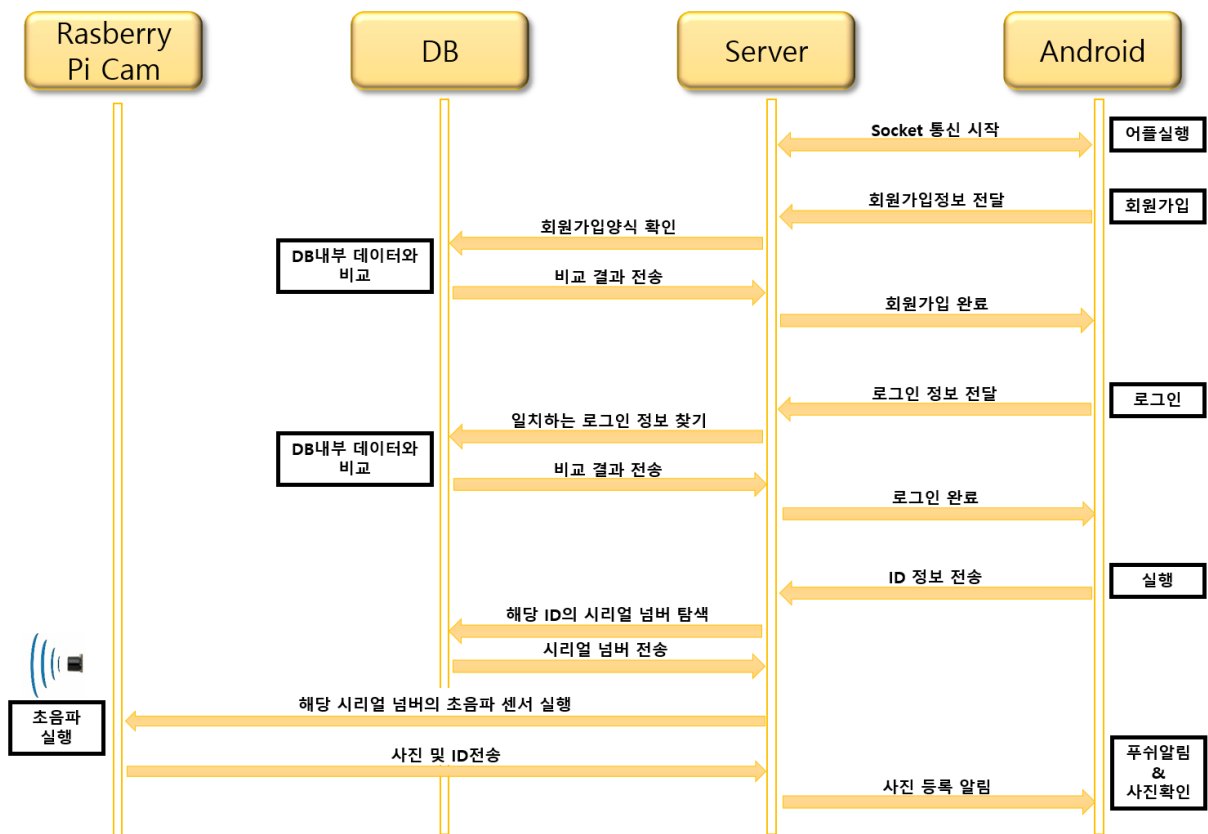 Rasberry
Pi Cam
DB
Server
Android
Socket 통신 시작
어플실행
회원가입정보 전달
회원가입
회원가입양식 확인
DB내부 데이터와
비교
비교 결과 전송
회원가입 완료
로그인 정보 전달
로그인
일치하는 로그인 정보 찾기
DB내부 데이터와
비교
비교 결과 전송
로그인 완료
ID 정보 전송
실행
해당 ID의 시리얼 넘버 탐색
시리얼 넘버 전송
해당 시리얼 넘버의 초음파 센서 실행
초음파
실행
사진 및 ID전송
푸쉬알림
&
사진확인
사진 등록 알림